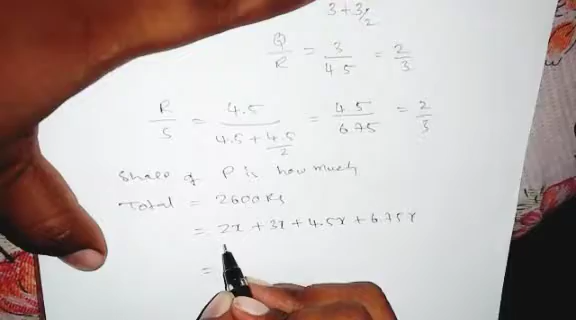 3 + 3/2
Q/R = 3/4.5 = 2/3
R/S = 4.5/(4.5 + 4.5/2) = 4.5/6.75 = 2/3
Share of P is how much
Total = 2600 Rs
= 2x + 3x + 4.5x + 6.75x
=